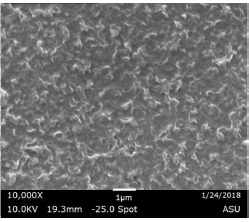 10,000X 1µm 1/24/2018
10.0KV 19.3mm -25.0 Spot ASU